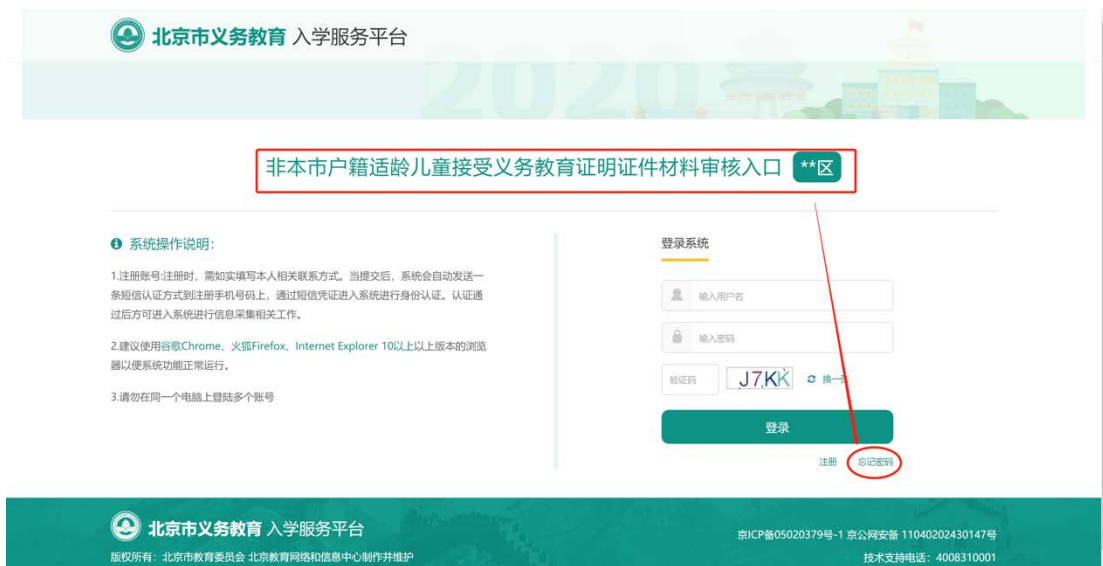 北京市义务教育 入学服务平台
2020
非本市户籍适龄儿童接受义务教育证明证件材料审核入口 **区
系统操作说明：
1.注册账号:注册时，需如实填写本人相关联系方式。当提交后，系统会自动发送一
条短信认证方式到注册手机号码上，通过短信凭证进入系统进行身份认证。认证通
过后方可进入系统进行信息采集相关工作。
2.建议使用谷歌Chrome、火狐Firefox、Internet Explorer 10以上以上版本的浏览
器以便系统功能正常运行。
3.请勿在同一个电脑上登陆多个账号
登录系统
输入用户名
输入密码
验证码 J7KK 换一张
登录
注册 忘记密码
北京市义务教育 入学服务平台
版权所有：北京市教育委员会 北京教育网络和信息中心制作并维护
京ICP备05020379号-1 京公网安备 11040202430147号
技术支持电话：4008310001